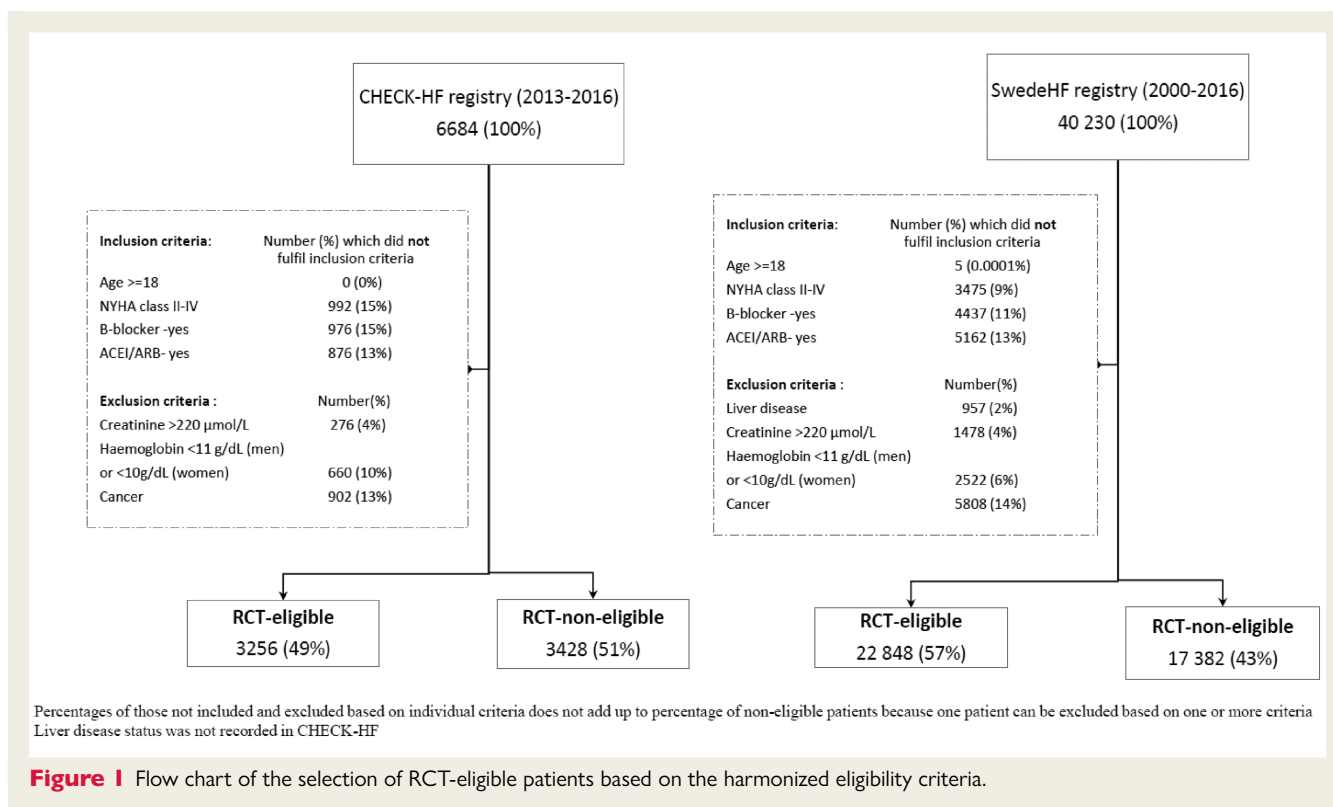 CHECK-HF registry (2013-2016)
6684 (100%)
Inclusion criteria: Number (%) which did not
fulfil inclusion criteria
Age >=18 0 (0%)
NYHA class II-IV 992 (15%)
B-blocker -yes 976 (15%)
ACEI/ARB- yes 876 (13%)
Exclusion criteria : Number(%)
Creatinine >220 µmol/L 276 (4%)
Haemoglobin <11 g/dL (men)
or <10g/dL (women) 660 (10%)
Cancer 902 (13%)
RCT-eligible
3256 (49%)
RCT-non-eligible
3428 (51%)
SwedeHF registry (2000-2016)
40 230 (100%)
Inclusion criteria: Number (%) which did not
fulfil inclusion criteria
Age >=18 5 (0.0001%)
NYHA class II-IV 3475 (9%)
B-blocker -yes 4437 (11%)
ACEI/ARB- yes 5162 (13%)
Exclusion criteria : Number(%)
Liver disease 957 (2%)
Creatinine >220 µmol/L 1478 (4%)
Haemoglobin <11 g/dL (men)
or <10g/dL (women) 2522 (6%)
Cancer 5808 (14%)
RCT-eligible
22 848 (57%)
RCT-non-eligible
17 382 (43%)
Percentages of those not included and excluded based on individual criteria does not add up to percentage of non-eligible patients because one patient can be excluded based on one or more criteria
Liver disease status was not recorded in CHECK-HF
Figure 1 Flow chart of the selection of RCT-eligible patients based on the harmonized eligibility criteria.